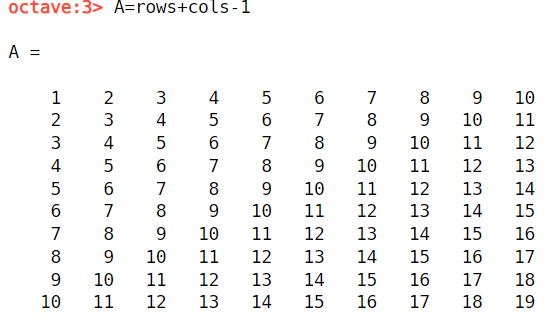 octave:3> A=rows+cols-1
A =
1 2 3 4 5 6 7 8 9 10
2 3 4 5 6 7 8 9 10 11
3 4 5 6 7 8 9 10 11 12
4 5 6 7 8 9 10 11 12 13
5 6 7 8 9 10 11 12 13 14
6 7 8 9 10 11 12 13 14 15
7 8 9 10 11 12 13 14 15 16
8 9 10 11 12 13 14 15 16 17
9 10 11 12 13 14 15 16 17 18
10 11 12 13 14 15 16 17 18 19